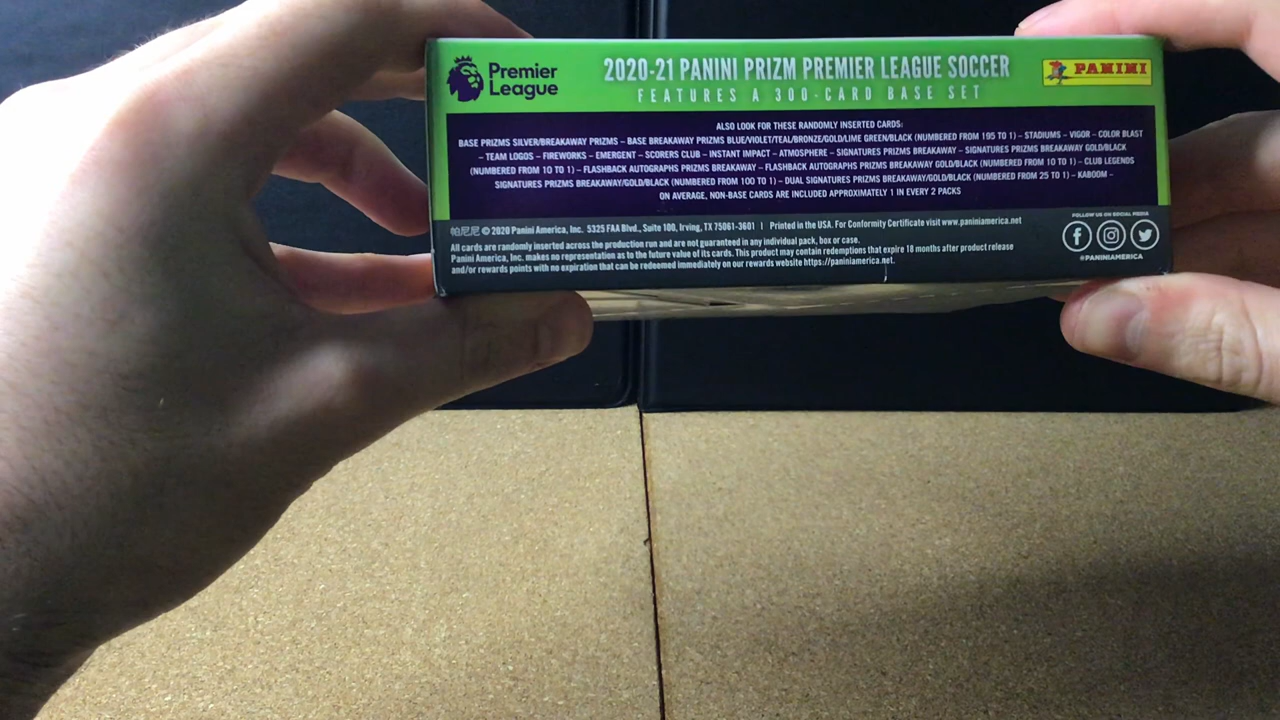 Premier
League
2020-21 PANINI PRIZM PREMIER LEAGUE SOCCER
FEATURES A 300-CARD BASE SET
PANINI
ALSO LOOK FOR THESE RANDOMLY INSERTED CARDS:
BASE PRIZMS SILVER/BREAKAWAY PRIZMS – BASE BREAKAWAY PRIZMS BLUE/VIOLET/TEAL/BRONZE/GOLD/LIME GREEN/BLACK (NUMBERED FROM 195 TO 1) – STADIUMS – VIGOR – COLOR BLAST
– TEAM LOGOS – FIREWORKS – EMERGENT – SCORERS CLUB – INSTANT IMPACT – ATMOSPHERE – SIGNATURES PRIZMS BREAKAWAY – SIGNATURES PRIZMS BREAKAWAY GOLD/BLACK
(NUMBERED FROM 10 TO 1) – FLASHBACK AUTOGRAPHS PRIZMS BREAKAWAY – FLASHBACK AUTOGRAPHS PRIZMS BREAKAWAY GOLD/BLACK (NUMBERED FROM 10 TO 1) – CLUB LEGENDS
SIGNATURES PRIZMS BREAKAWAY/GOLD/BLACK (NUMBERED FROM 100 TO 1) – DUAL SIGNATURES PRIZMS BREAKAWAY/GOLD/BLACK (NUMBERED FROM 25 TO 1) – KABOOM –
ON AVERAGE, NON-BASE CARDS ARE INCLUDED APPROXIMATELY 1 IN EVERY 2 PACKS
帕尼尼 © 2020 Panini America, Inc. 5325 FAA Blvd., Suite 100, Irving, TX 75061-3601 | Printed in the USA. For Conformity Certificate visit www.paniniamerica.net
All cards are randomly inserted across the production run and are not guaranteed in any individual pack, box or case.
Panini America, Inc. makes no representation as to the future value of its cards. This product may contain redemptions that expire 18 months after product release
and/or rewards points with no expiration that can be redeemed immediately on our rewards website https://paniniamerica.net.
FOLLOW US ON SOCIAL MEDIA
@PANINIAMERICA